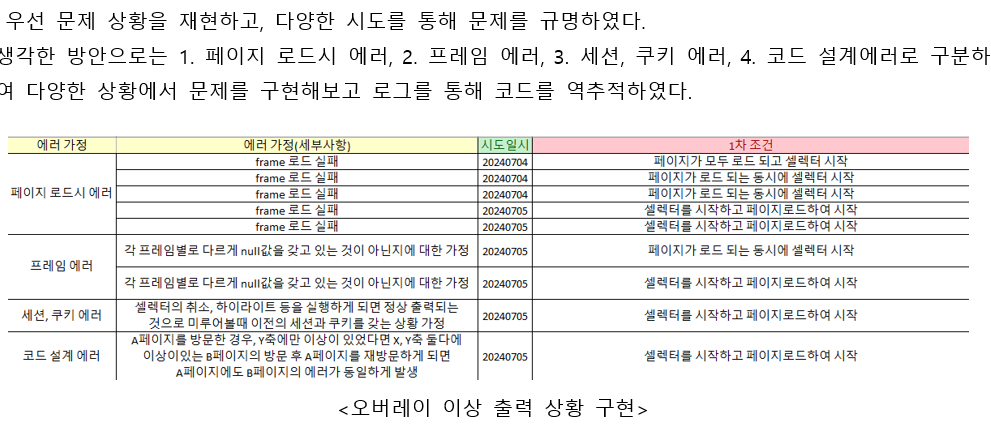 우선 문제 상황을 재현하고, 다양한 시도를 통해 문제를 규명하였다.
생각한 방안으로는 1. 페이지 로드시 에러, 2. 프레임 에러, 3. 세션, 쿠키 에러, 4. 코드 설계에러로 구분하
여 다양한 상황에서 문제를 구현해보고 로그를 통해 코드를 역추적하였다.
에러 가정 에러 가정(세부사항) 시도일시 1차 조건
페이지 로드시 에러
frame 로드 실패 20240704 페이지가 모두 로드 되고 셀렉터 시작
frame 로드 실패 20240704 페이지가 로드 되는 동시에 셀렉터 시작
frame 로드 실패 20240704 페이지가 로드 되는 동시에 셀렉터 시작
frame 로드 실패 20240705 셀렉터를 시작하고 페이지로드하여 시작
frame 로드 실패 20240705 셀렉터를 시작하고 페이지로드하여 시작
프레임 에러
각 프레임별로 다르게 null값을 갖고 있는 것이 아닌지에 대한 가정 20240705 페이지가 로드 되는 동시에 셀렉터 시작
각 프레임별로 다르게 null값을 갖고 있는 것이 아닌지에 대한 가정 20240705 셀렉터를 시작하고 페이지로드하여 시작
세션, 쿠키 에러
셀렉터의 취소, 하이라이트 등을 실행하게 되면 정상 출력되는
것으로 미루어볼때 이전의 세션과 쿠키를 갖는 상황 가정
20240705 셀렉터를 시작하고 페이지로드하여 시작
코드 설계 에러
A페이지를 방문한 경우, Y축에만 이상이 있었다면 X, Y축 둘다에
이상이있는 B페이지의 방문 후 A페이지를 재방문하게 되면
A페이지에도 B페이지의 에러가 동일하게 발생
20240705 셀렉터를 시작하고 페이지로드하여 시작
<오버레이 이상 출력 상황 구현>